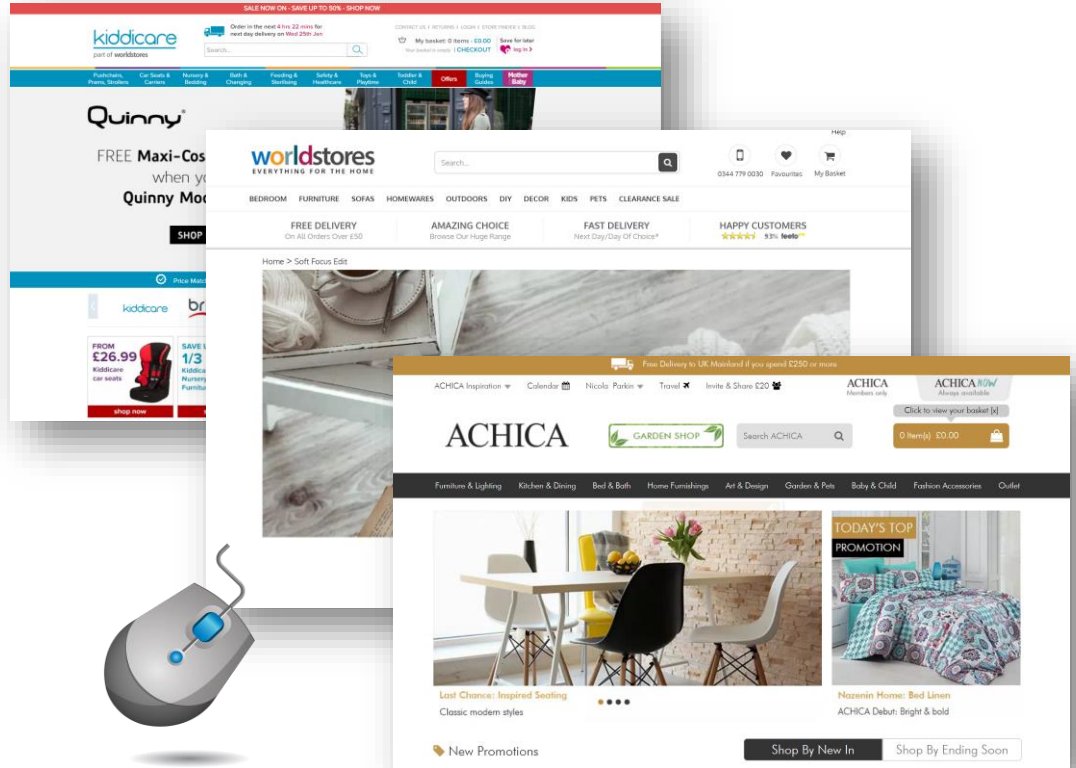 SALE NOW ON - SAVE UP TO 50% - SHOP NOW
kiddicare
part of worldstores
Order in the next 4 hrs 22 mins for
next day delivery on Wed 25th Jan
Search...
CONTACT US | RETURNS | LOGIN | STORE FINDER | BLOG
My basket: 0 items - £0.00
Your basket is empty | CHECKOUT
Save for later
log in >
Pushchairs, Prams, Strollers
Car Seats & Carriers
Nursery & Bedding
Bath & Changing
Feeding & Sterilising
Safety & Healthcare
Toys & Playtime
Toddler & Child
Offers
Buying Guides
Mother Baby
Quinny
FREE Maxi-Cos
when yo
Quinny Moo
SHOP
Price Matc
kiddicare
br
FROM
£26.99
Kiddicare
car seats
shop now
SAVE U
1/3
Kiddica
Nursery
Furnitu
s
Help
worldstores
EVERYTHING FOR THE HOME
Search...
0344 779 0030
Favourites
My Basket
BEDROOM FURNITURE SOFAS HOMEWARES OUTDOORS DIY DECOR KIDS PETS CLEARANCE SALE
FREE DELIVERY
On All Orders Over £50
AMAZING CHOICE
Browse Our Huge Range
FAST DELIVERY
Next Day/Day Of Choice*
HAPPY CUSTOMERS
93% feefo
Home > Soft Focus Edit
Free Delivery to UK Mainland if you spend £250 or more
ACHICA Inspiration
Calendar
Nicola Parkin
Travel
Invite & Share £20
ACHICA
Members only
ACHICA NOW
Always available
Click to view your basket [x]
ACHICA
GARDEN SHOP
Search ACHICA
0 Item(s) £0.00
Furniture & Lighting Kitchen & Dining Bed & Bath Home Furnishings Art & Design Garden & Pets Baby & Child Fashion Accessories Outlet
TODAY'S TOP
PROMOTION
Last Chance: Inspired Seating
Classic modern styles
Nazenin Home: Bed Linen
ACHICA Debut: Bright & bold
New Promotions
Shop By New In
Shop By Ending Soon